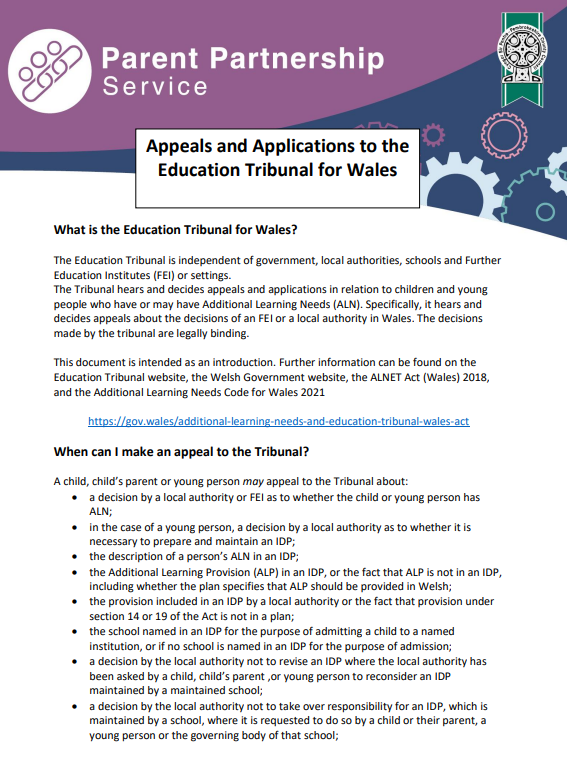 Parent Partnership
Service
Appeals and Applications to the
Education Tribunal for Wales
What is the Education Tribunal for Wales?
The Education Tribunal is independent of government, local authorities, schools and Further
Education Institutes (FEI) or settings.
The Tribunal hears and decides appeals and applications in relation to children and young
people who have or may have Additional Learning Needs (ALN). Specifically, it hears and
decides appeals about the decisions of an FEI or a local authority in Wales. The decisions
made by the tribunal are legally binding.
This document is intended as an introduction. Further information can be found on the
Education Tribunal website, the Welsh Government website, the ALNET Act (Wales) 2018,
and the Additional Learning Needs Code for Wales 2021
https://gov.wales/additional-learning-needs-and-education-tribunal-wales-act
When can I make an appeal to the Tribunal?
A child, child's parent or young person may appeal to the Tribunal about:
• a decision by a local authority or FEI as to whether the child or young person has
ALN;
• in the case of a young person, a decision by a local authority as to whether it is
necessary to prepare and maintain an IDP;
• the description of a person's ALN in an IDP;
• the Additional Learning Provision (ALP) in an IDP, or the fact that ALP is not in an IDP,
including whether the plan specifies that ALP should be provided in Welsh;
• the provision included in an IDP by a local authority or the fact that provision under
section 14 or 19 of the Act is not in a plan;
• the school named in an IDP for the purpose of admitting a child to a named
institution, or if no school is named in an IDP for the purpose of admission;
• a decision by the local authority not to revise an IDP where the local authority has
been asked by a child, child's parent ,or young person to reconsider an IDP
maintained by a maintained school;
• a decision by the local authority not to take over responsibility for an IDP, which is
maintained by a school, where it is requested to do so by a child or their parent, a
young person or the governing body of that school;